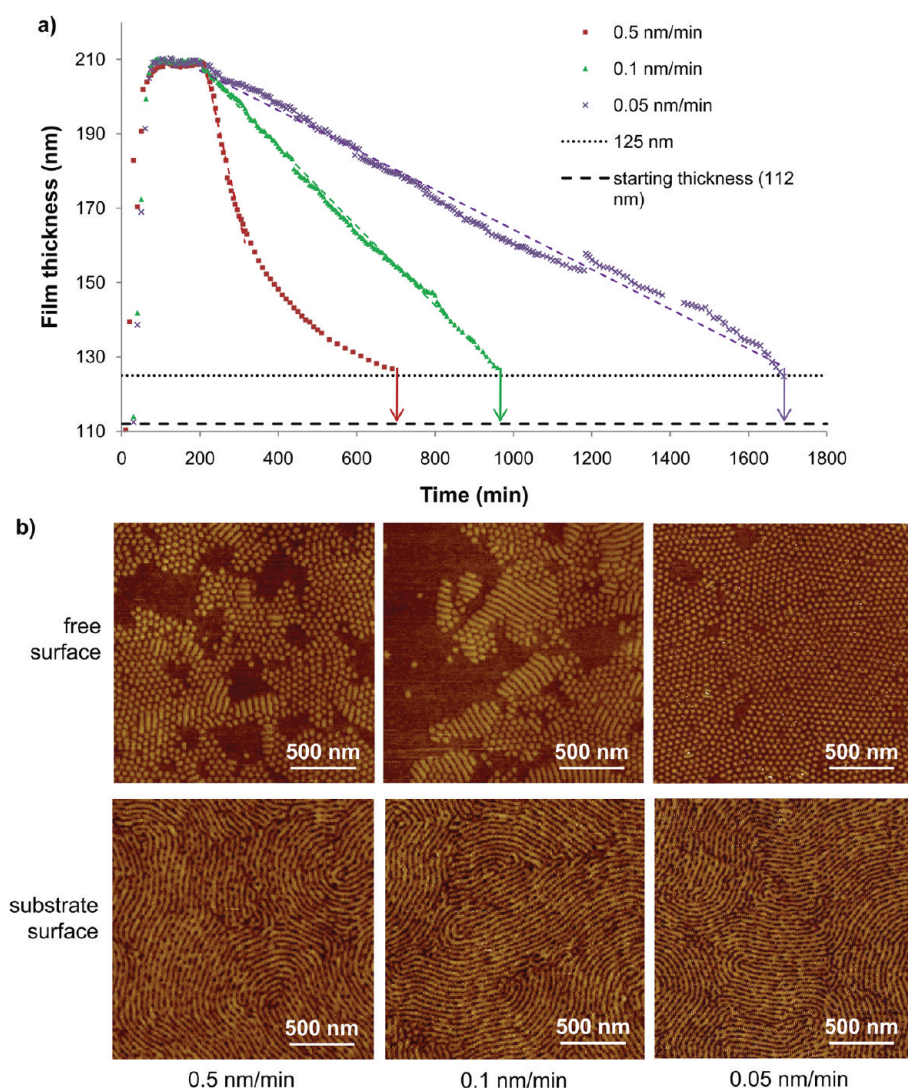 a)
210
190
170
150
130
110
Film thickness (nm)
0 200 400 600 800 1000 1200 1400 1600 1800
Time (min)
0.5 nm/min
0.1 nm/min
0.05 nm/min
125 nm
starting thickness (112
nm)
b)
free
surface
500 nm
500 nm
500 nm
substrate
surface
500 nm
500 nm
500 nm
0.5 nm/min
0.1 nm/min
0.05 nm/min